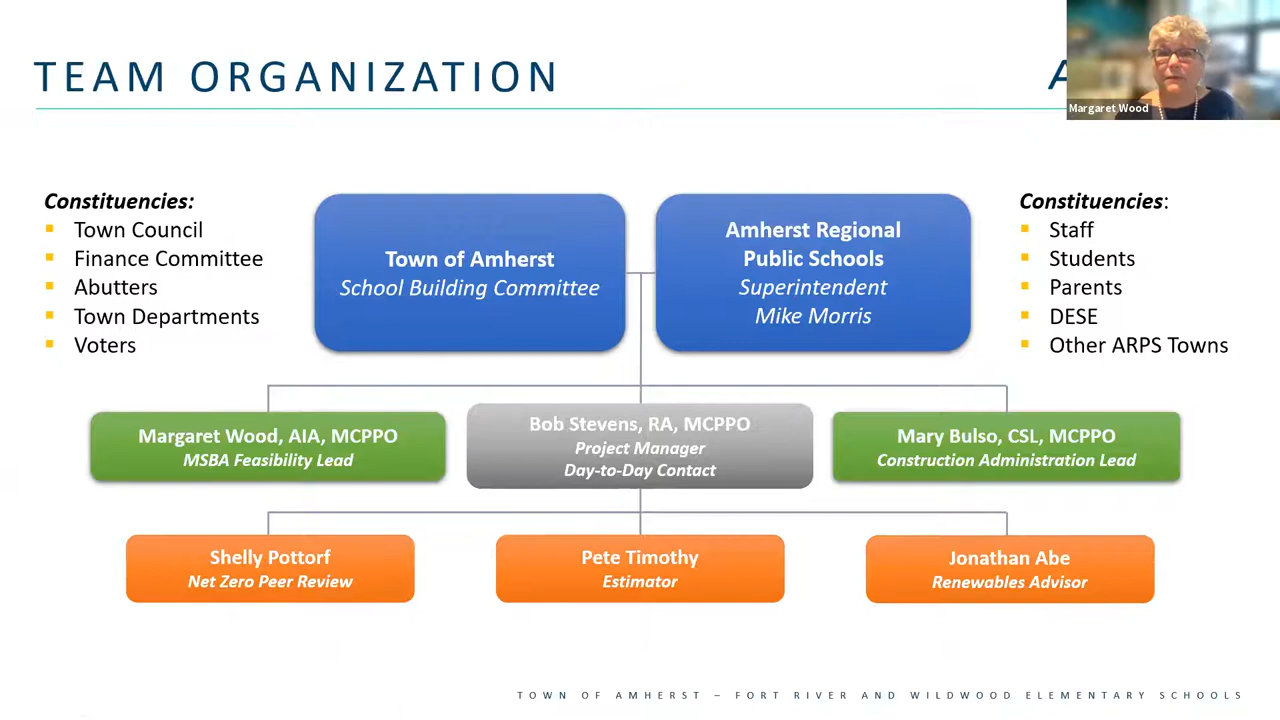 TEAM ORGANIZATION
Margaret Wood
Constituencies:
Town Council
Finance Committee
Abutters
Town Departments
Voters
Town of Amherst
School Building Committee
Amherst Regional
Public Schools
Superintendent
Mike Morris
Constituencies:
Staff
Students
Parents
DESE
Other ARPS Towns
Margaret Wood, AIA, MCPPO
MSBA Feasibility Lead
Bob Stevens, RA, MCPPO
Project Manager
Day-to-Day Contact
Mary Bulso, CSL, MCPPO
Construction Administration Lead
Shelly Pottorf
Net Zero Peer Review
Pete Timothy
Estimator
Jonathan Abe
Renewables Advisor
TOWN OF AMHERST – FORT RIVER AND WILDWOOD ELEMENTARY SCHOOLS